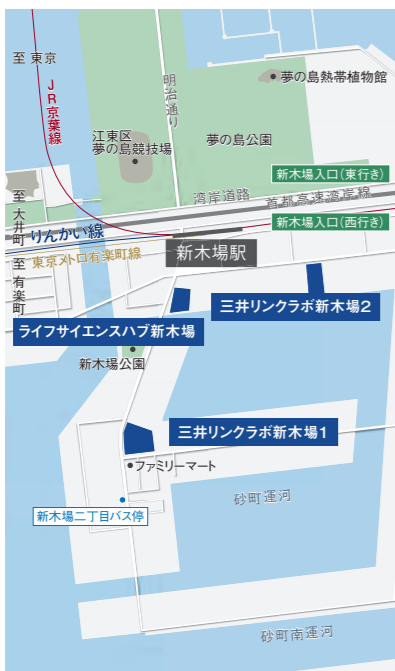 至 東京
JR京葉線
明治通り
夢の島熱帯植物館
江東区
夢の島競技場
夢の島公園
新木場入口(東行き)
湾岸道路
首都高速湾岸線
新木場入口(西行き)
至 大井町
りんかい線
東京メトロ有楽町線
新木場駅
至 有楽町
三井リンクラボ新木場2
ライフサイエンスハブ新木場
新木場公園
三井リンクラボ新木場1
ファミリーマート
砂町運河
新木場二丁目バス停
砂町南運河